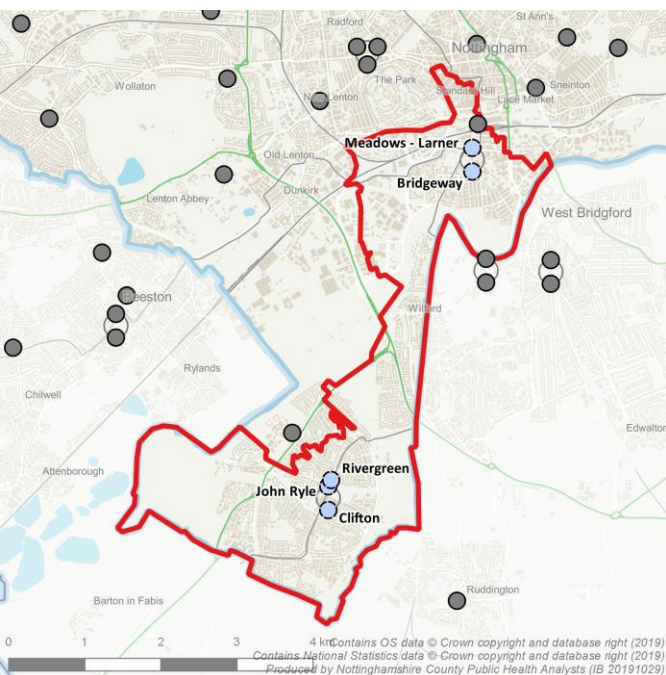 Radford
St Ann's
Nottingham
Wollaton
The Park
Sneinton
Standard Hill
New Lenton
Lace Market
Meadows - Larner
Old Lenton
Dunkirk
Bridgeway
Lenton Abbey
West Bridgford
Beeston
Wilford
Rylands
Chilwell
Edwalton
Attenborough
Rivergreen
John Ryle
Clifton
Ruddington
Barton in Fabis
0 1 2 3 4 km
Contains OS data © Crown copyright and database right (2019)
Contains National Statistics data © Crown copyright and database right (2019)
Produced by Nottinghamshire County Public Health Analysts (IB 20191029)